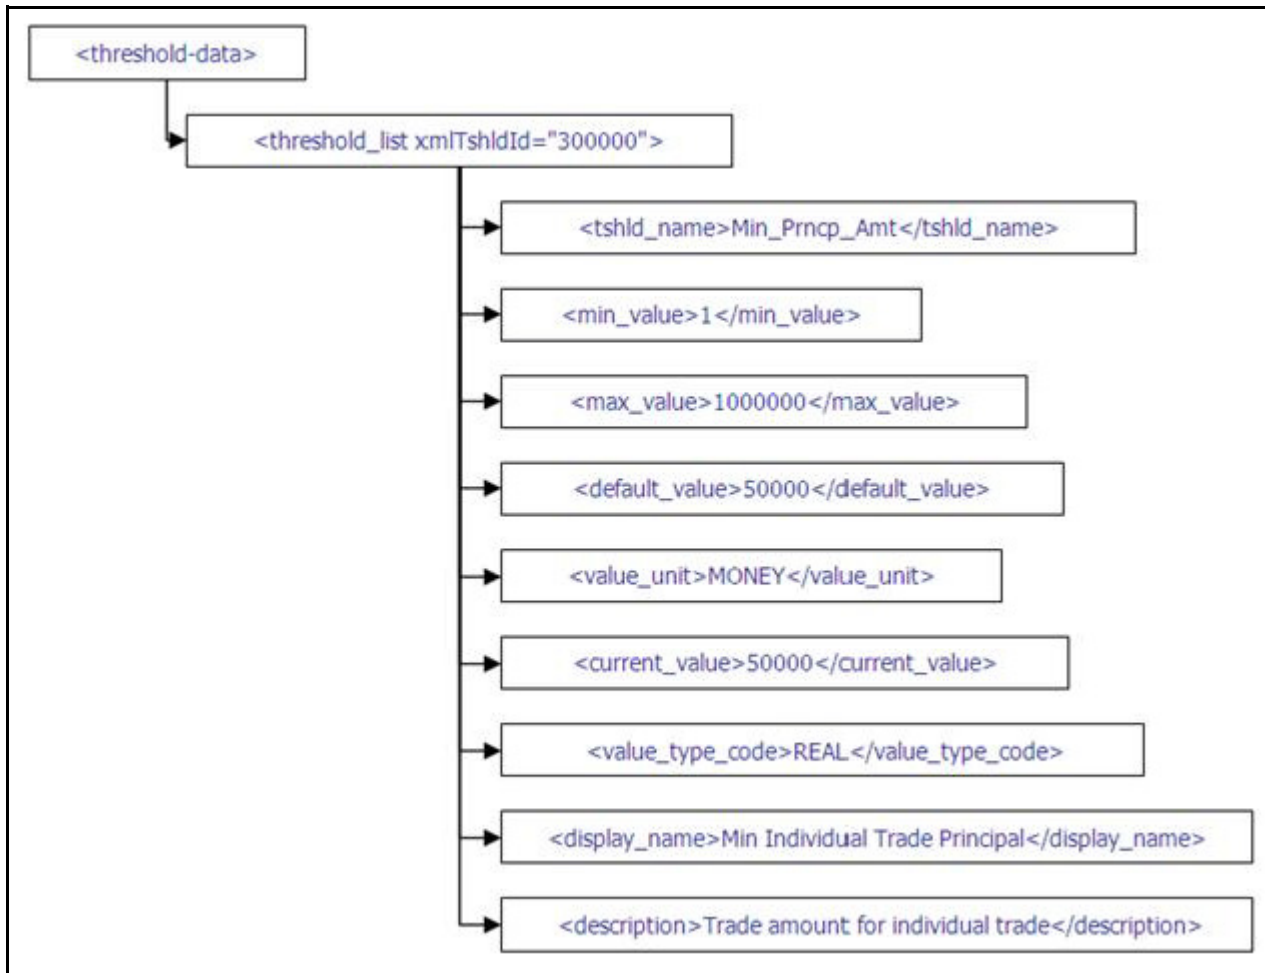 <threshold-data>
<threshold_list xmlTshldId="300000">
<tshld_name>Min_Prncp_Amt</tshld_name>
<min_value>1</min_value>
<max_value>1000000</max_value>
<default_value>50000</default_value>
<value_unit>MONEY</value_unit>
<current_value>50000</current_value>
<value_type_code>REAL</value_type_code>
<display_name>Min Individual Trade Principal</display_name>
<description>Trade amount for individual trade</description>